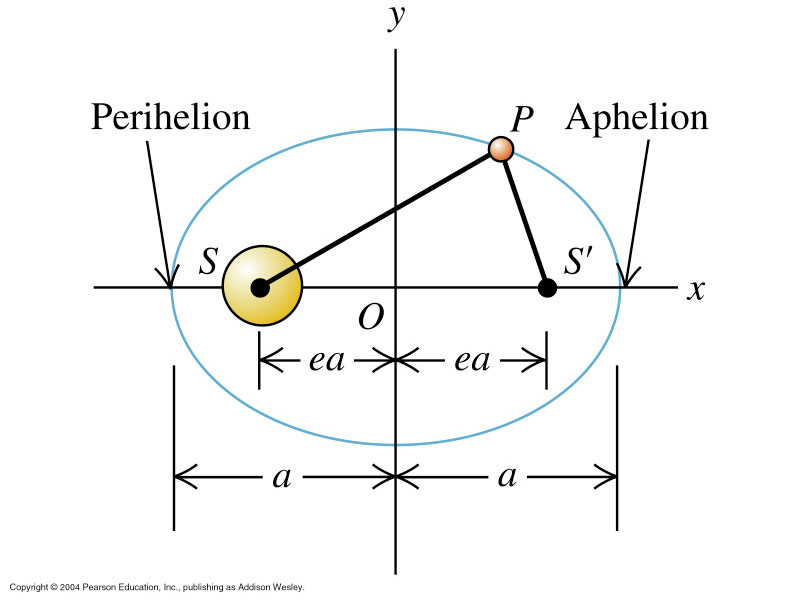 y
Perihelion
P
Aphelion
S
S′
x
O
ea
ea
a
a
Copyright © 2004 Pearson Education, Inc., publishing as Addison Wesley.